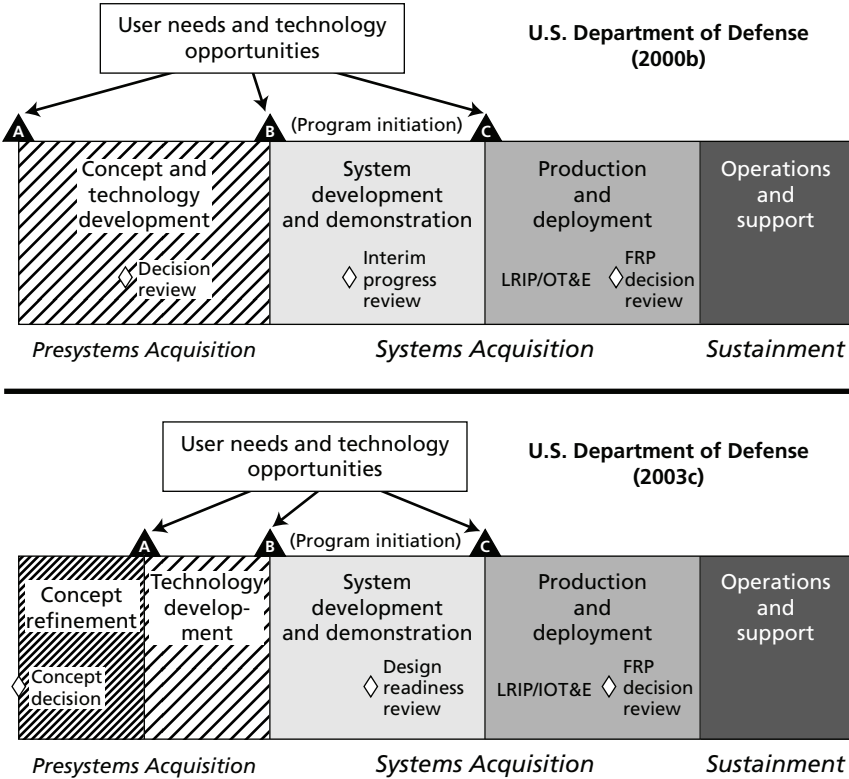 User needs and technology
opportunities
U.S. Department of Defense
(2000b)
A
B
(Program initiation)
C
Concept and
technology
development
Decision
review
System
development
and demonstration
Interim
progress
review
Production
and
deployment
LRIP/OT&E
FRP
decision
review
Operations
and
support
Presystems Acquisition
Systems Acquisition
Sustainment
User needs and technology
opportunities
U.S. Department of Defense
(2003c)
A
B
(Program initiation)
C
Concept
refinement
Concept
decision
Technology
develop-
ment
System
development
and demonstration
Design
readiness
review
Production
and
deployment
LRIP/IOT&E
FRP
decision
review
Operations
and
support
Presystems Acquisition
Systems Acquisition
Sustainment